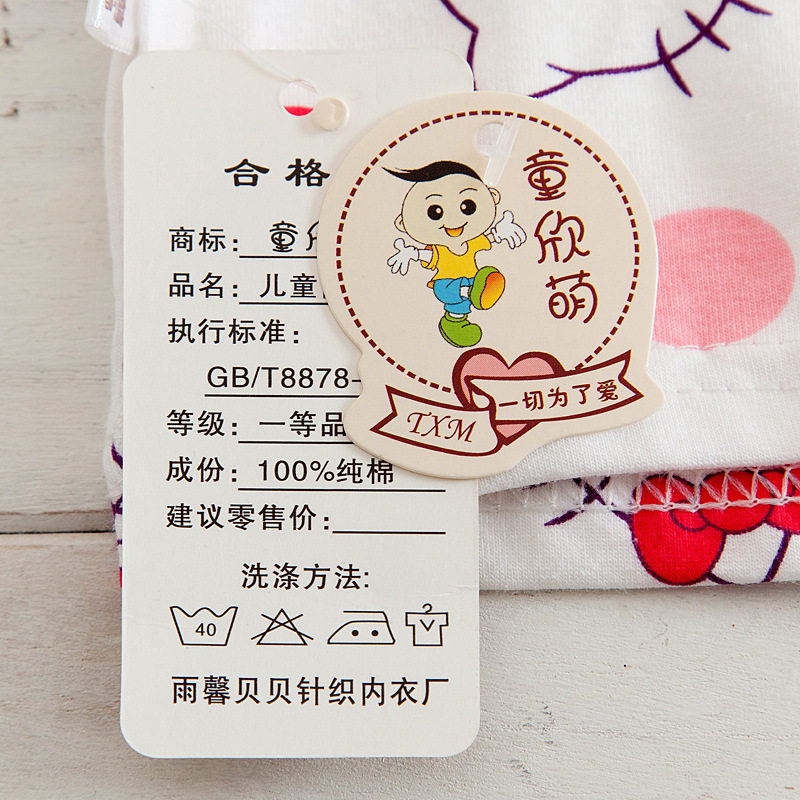 合格
商标：童欣
品名：儿童
执行标准：
GB/T8878-
等级：一等品
成份：100%纯棉
建议零售价：
洗涤方法：
40
雨馨贝贝针织内衣厂
童欣萌
一切为了爱
TXM